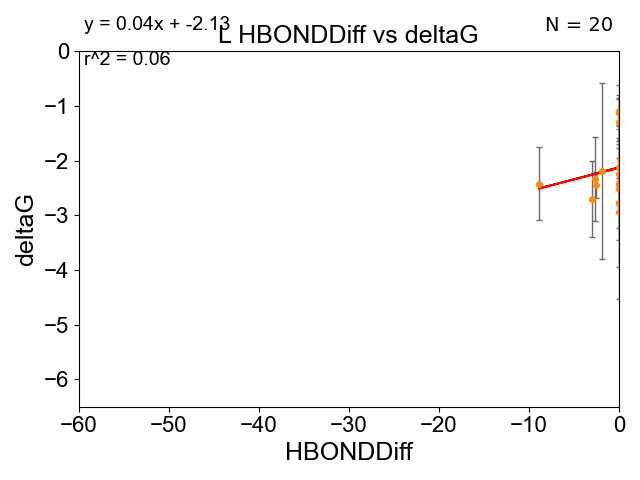 y = 0.04x + -2.13
N = 20
L HBONDDiff vs deltaG
r^2 = 0.06
0
−1
−2
−3
−4
−5
−6
deltaG
−60 −50 −40 −30 −20 −10 0
HBONDDiff